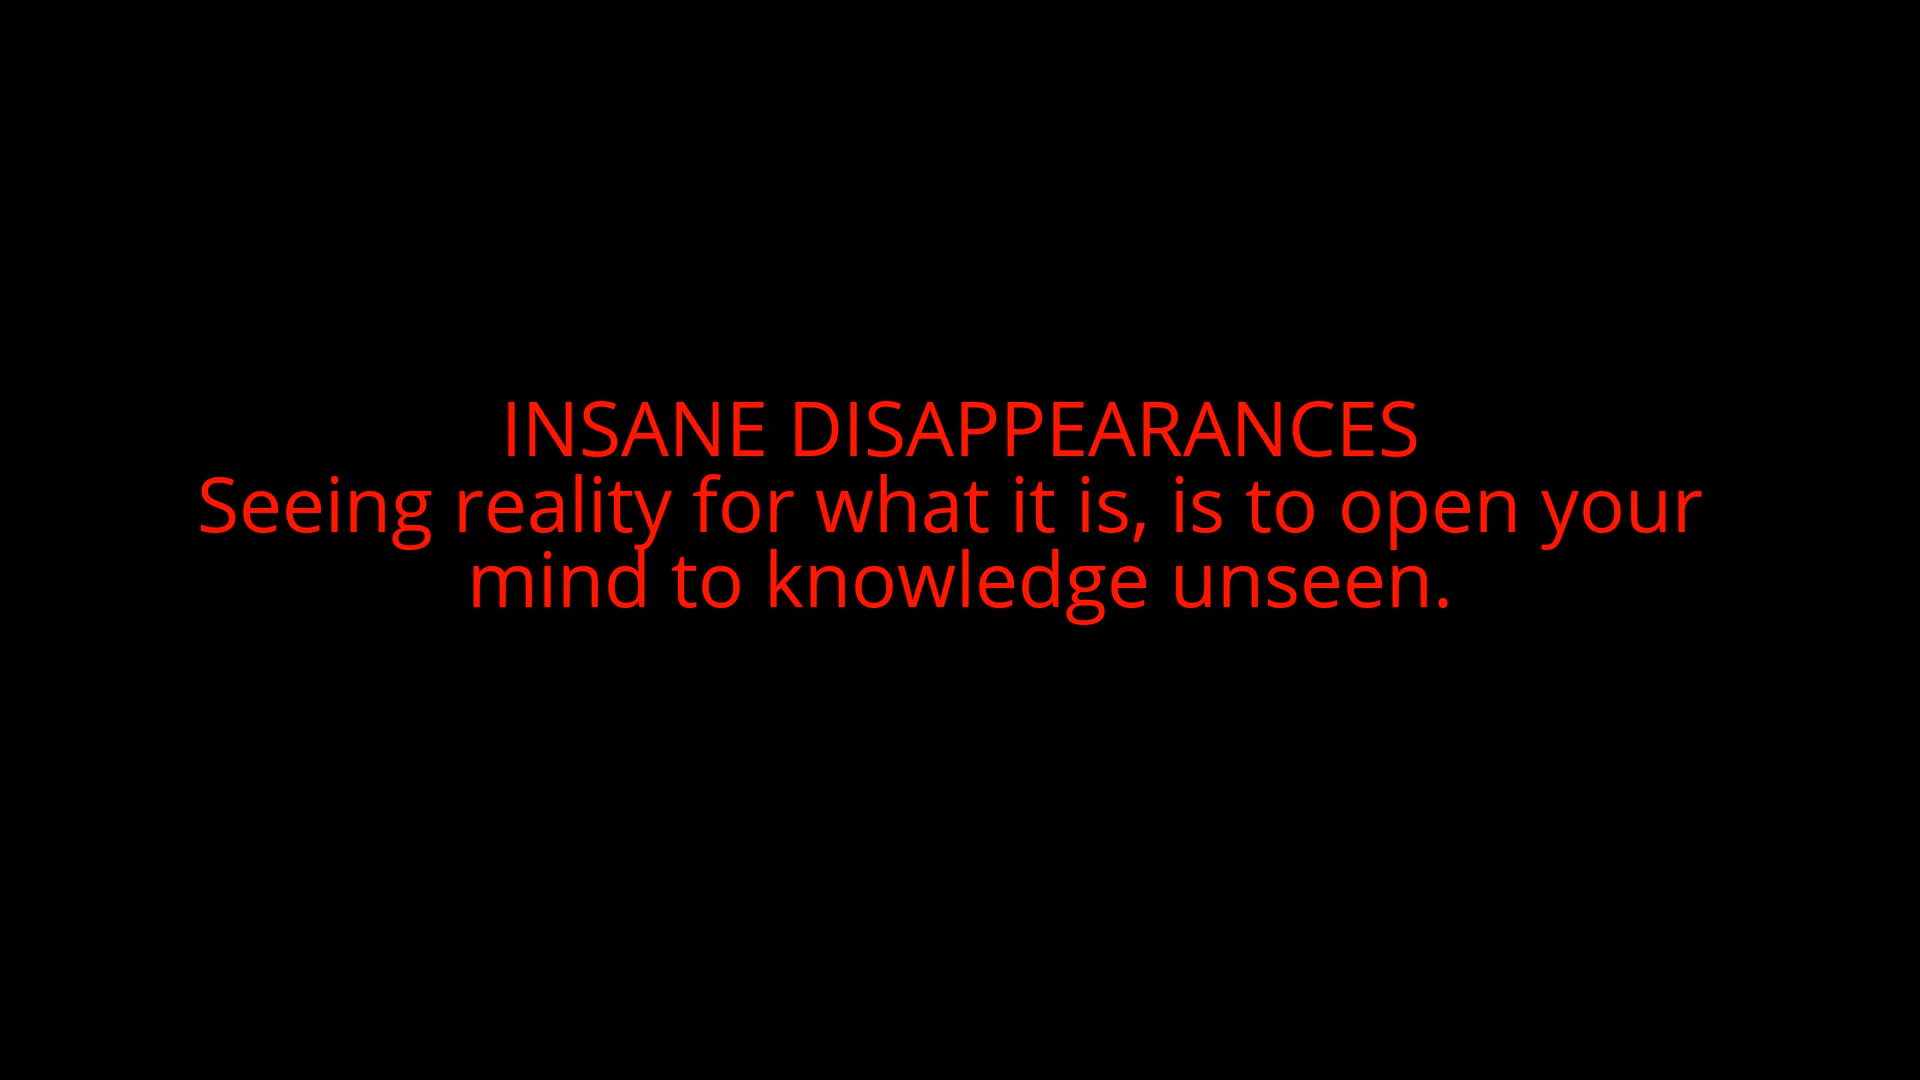 INSANE DISAPPEARANCES
Seeing reality for what it is, is to open your
mind to knowledge unseen.